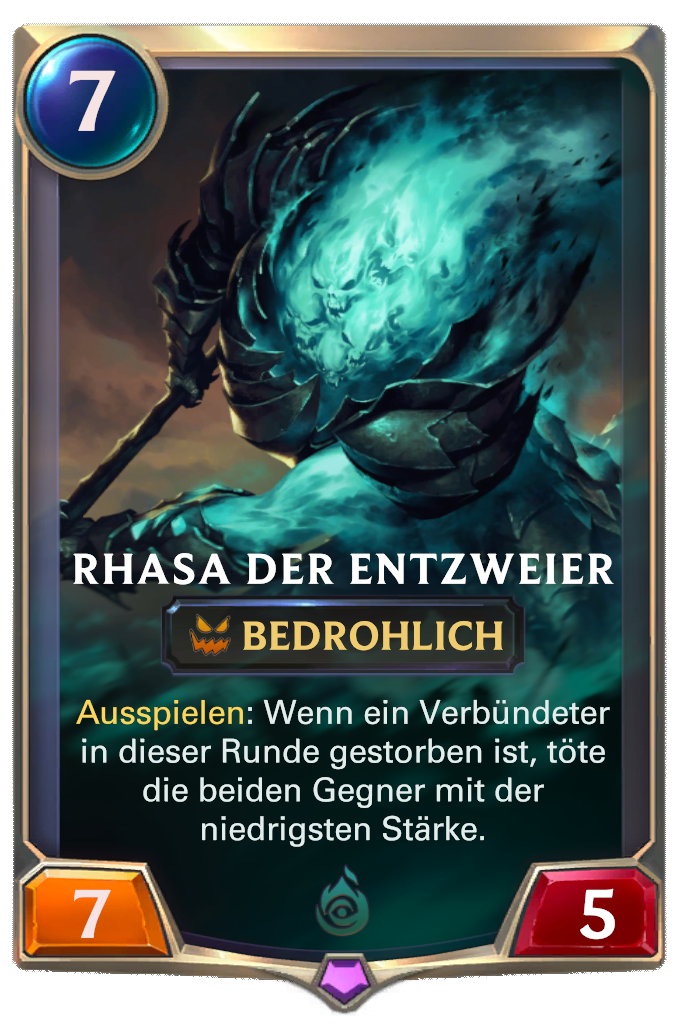 7
RHASA DER ENTZWEIER
BEDROHLICH
Ausspielen: Wenn ein Verbündeter
in dieser Runde gestorben ist, töte
die beiden Gegner mit der
niedrigsten Stärke.
7
5